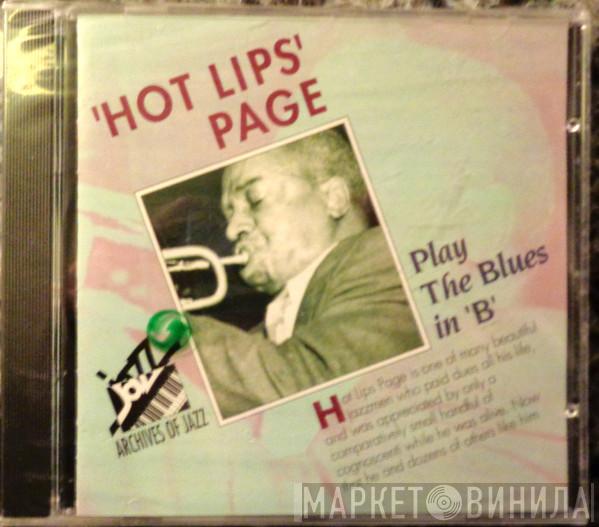 'HOT LIPS'
PAGE
Play
The Blues
in 'B'
Hot Lips Page is one of many beautiful
jazzmen who paid dues all his life,
and was appreciated by only a
comparatively small handful of
cognoscenti while he was alive. Now
he and dozens of others like him
jazz
joy
ARCHIVES OF JAZZ
МАРКЕТ ВИНИЛА